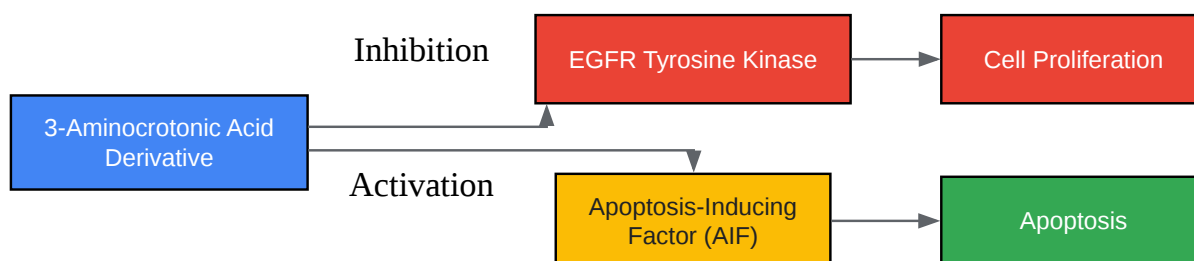 Inhibition
EGFR Tyrosine Kinase
Cell Proliferation
3-Aminocrotonic Acid
Derivative
Activation
Apoptosis-Inducing
Factor (AIF)
Apoptosis